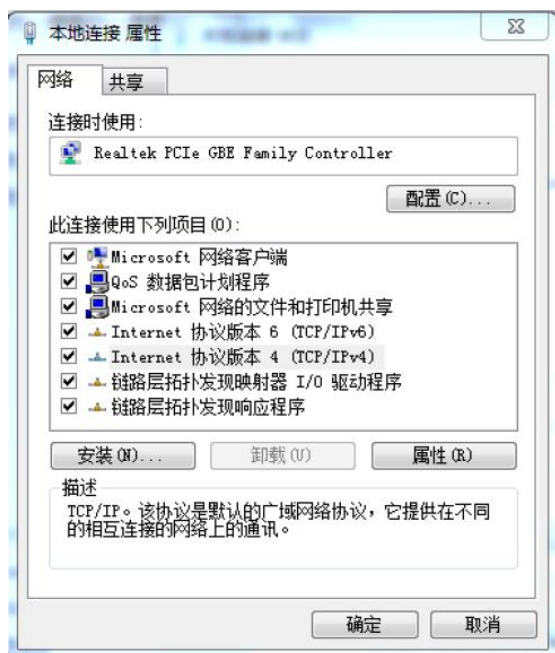 本地连接 属性
网络 共享
连接时使用:
Realtek PCIe GBE Family Controller
配置(C)...
此连接使用下列项目(O):
Microsoft 网络客户端
QoS 数据包计划程序
Microsoft 网络的文件和打印机共享
Internet 协议版本 6 (TCP/IPv6)
Internet 协议版本 4 (TCP/IPv4)
链路层拓扑发现映射器 I/O 驱动程序
链路层拓扑发现响应程序
安装(N)... 卸载(U) 属性(R)
描述
TCP/IP。该协议是默认的广域网络协议，它提供在不同
的相互连接的网络上的通讯。
确定 取消